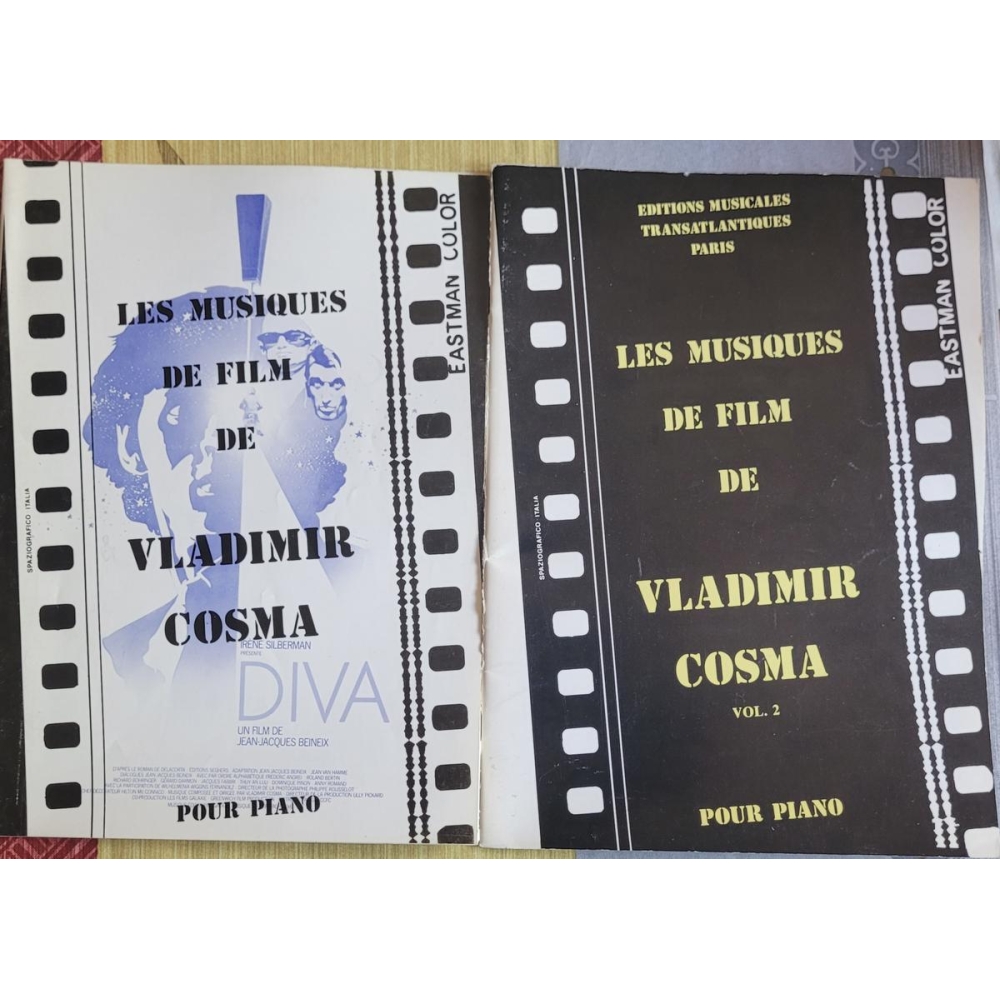 LES MUSIQUES
DE FILM
DE
VLADIMIR
COSMA
IRÈNE SILBERMAN
PRÉSENTE
DIVA
UN FILM DE
JEAN-JACQUES BEINEIX
POUR PIANO
SPAZIOGRAFICO - ITALIA
EASTMAN COLOR
EDITIONS MUSICALES
TRANSATLANTIQUES
PARIS
LES MUSIQUES
DE FILM
DE
VLADIMIR
COSMA
VOL. 2
POUR PIANO
SPAZIOGRAFICO - ITALIA
EASTMAN COLOR